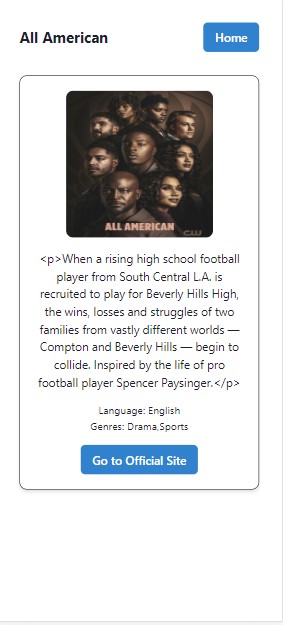 All American
Home
ALL AMERICAN
CW
<p>When a rising high school football
player from South Central L.A. is
recruited to play for Beverly Hills High,
the wins, losses and struggles of two
families from vastly different worlds —
Compton and Beverly Hills — begin to
collide. Inspired by the life of pro
football player Spencer Paysinger.</p>
Language: English
Genres: Drama,Sports
Go to Official Site